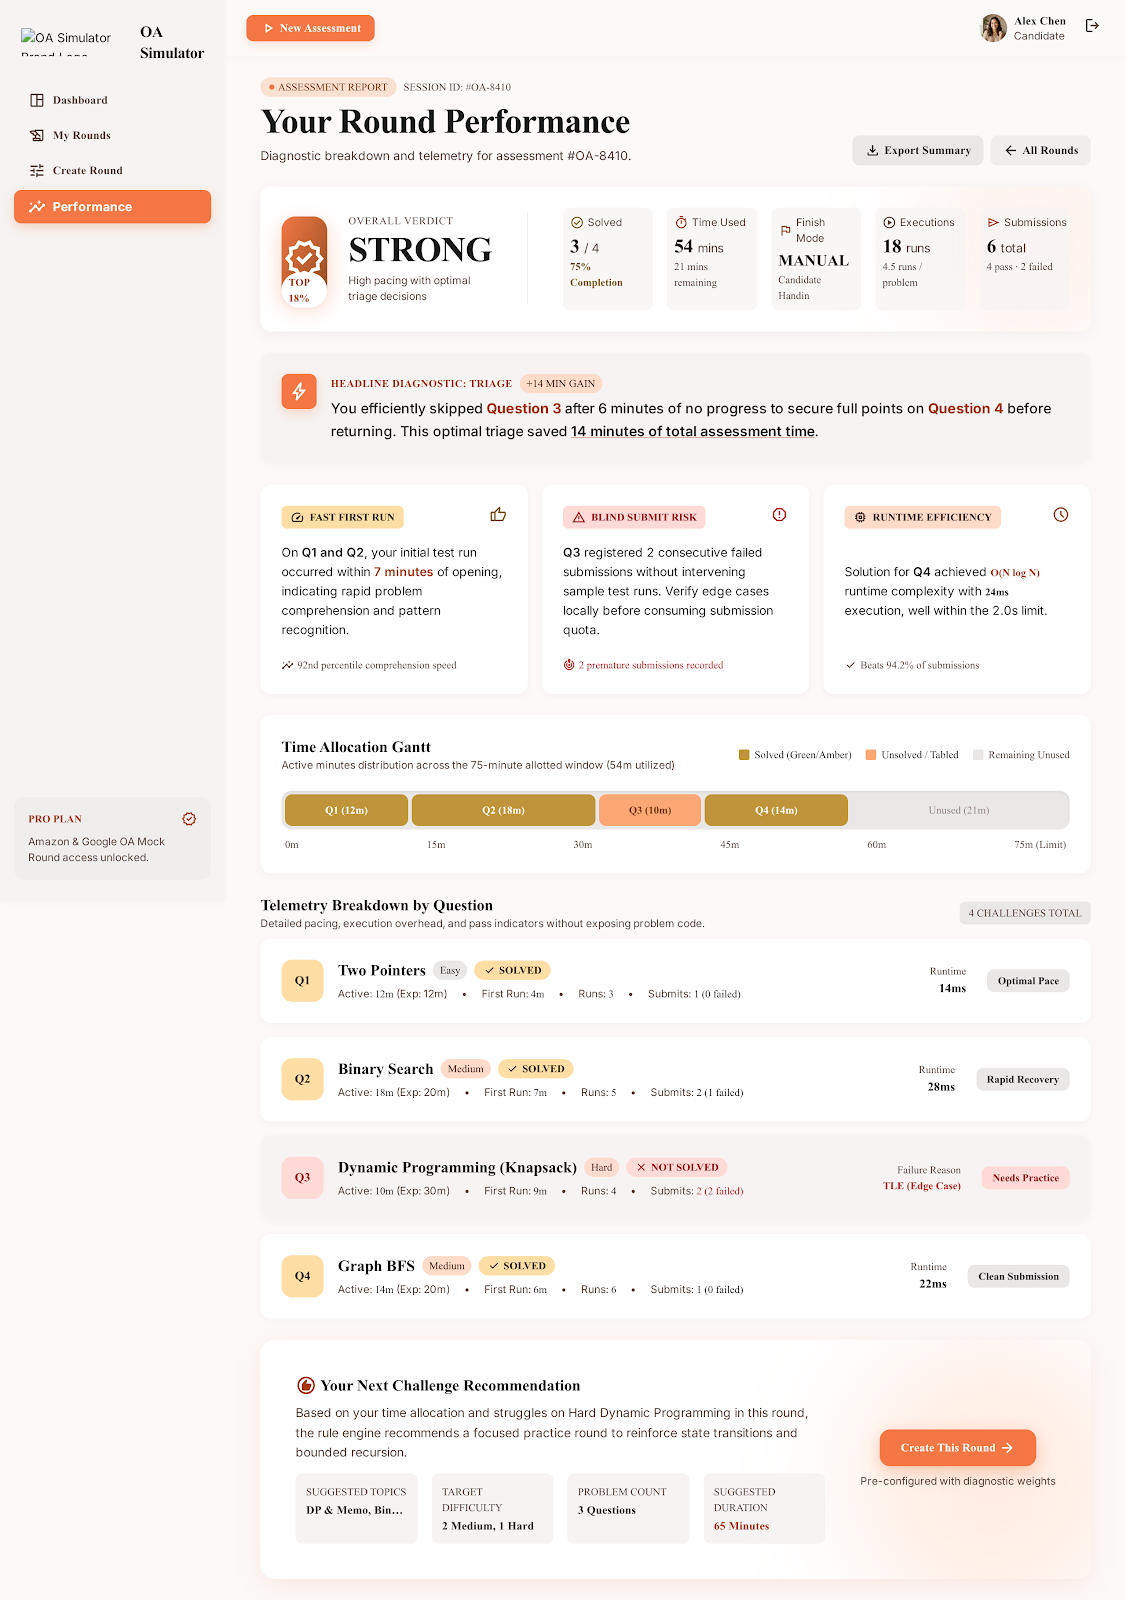 OA Simulator
OA
Simulator
Dashboard
My Rounds
Create Round
Performance
PRO PLAN
Amazon & Google OA Mock
Round access unlocked.
New Assessment
Alex Chen
Candidate
ASSESSMENT REPORT SESSION ID: #OA-8410
Your Round Performance
Diagnostic breakdown and telemetry for assessment #OA-8410.
Export Summary
All Rounds
TOP
18%
OVERALL VERDICT
STRONG
High pacing with optimal
triage decisions
Solved
3 / 4
75%
Completion
Time Used
54 mins
21 mins
remaining
Finish
Mode
MANUAL
Candidate
Handin
Executions
18 runs
4.5 runs /
problem
Submissions
6 total
4 pass · 2 failed
HEADLINE DIAGNOSTIC: TRIAGE +14 MIN GAIN
You efficiently skipped Question 3 after 6 minutes of no progress to secure full points on Question 4 before
returning. This optimal triage saved 14 minutes of total assessment time.
FAST FIRST RUN
On Q1 and Q2, your initial test run
occurred within 7 minutes of opening,
indicating rapid problem
comprehension and pattern
recognition.
92nd percentile comprehension speed
BLIND SUBMIT RISK
Q3 registered 2 consecutive failed
submissions without intervening
sample test runs. Verify edge cases
locally before consuming submission
quota.
2 premature submissions recorded
RUNTIME EFFICIENCY
Solution for Q4 achieved O(N log N)
runtime complexity with 24ms
execution, well within the 2.0s limit.
Beats 94.2% of submissions
Time Allocation Gantt
Active minutes distribution across the 75-minute allotted window (54m utilized)
Solved (Green/Amber) Unsolved / Tabled Remaining Unused
Q1 (12m) Q2 (18m) Q3 (10m) Q4 (14m) Unused (21m)
0m 15m 30m 45m 60m 75m (Limit)
Telemetry Breakdown by Question
Detailed pacing, execution overhead, and pass indicators without exposing problem code.
4 CHALLENGES TOTAL
Q1
Two Pointers Easy SOLVED
Active: 12m (Exp: 12m) • First Run: 4m • Runs: 3 • Submits: 1 (0 failed)
Runtime
14ms
Optimal Pace
Q2
Binary Search Medium SOLVED
Active: 18m (Exp: 20m) • First Run: 7m • Runs: 5 • Submits: 2 (1 failed)
Runtime
28ms
Rapid Recovery
Q3
Dynamic Programming (Knapsack) Hard NOT SOLVED
Active: 10m (Exp: 30m) • First Run: 9m • Runs: 4 • Submits: 2 (2 failed)
Failure Reason
TLE (Edge Case)
Needs Practice
Q4
Graph BFS Medium SOLVED
Active: 14m (Exp: 20m) • First Run: 6m • Runs: 6 • Submits: 1 (0 failed)
Runtime
22ms
Clean Submission
Your Next Challenge Recommendation
Based on your time allocation and struggles on Hard Dynamic Programming in this round,
the rule engine recommends a focused practice round to reinforce state transitions and
bounded recursion.
SUGGESTED TOPICS
DP & Memo, Bin...
TARGET
DIFFICULTY
2 Medium, 1 Hard
PROBLEM COUNT
3 Questions
SUGGESTED
DURATION
65 Minutes
Create This Round
Pre-configured with diagnostic weights